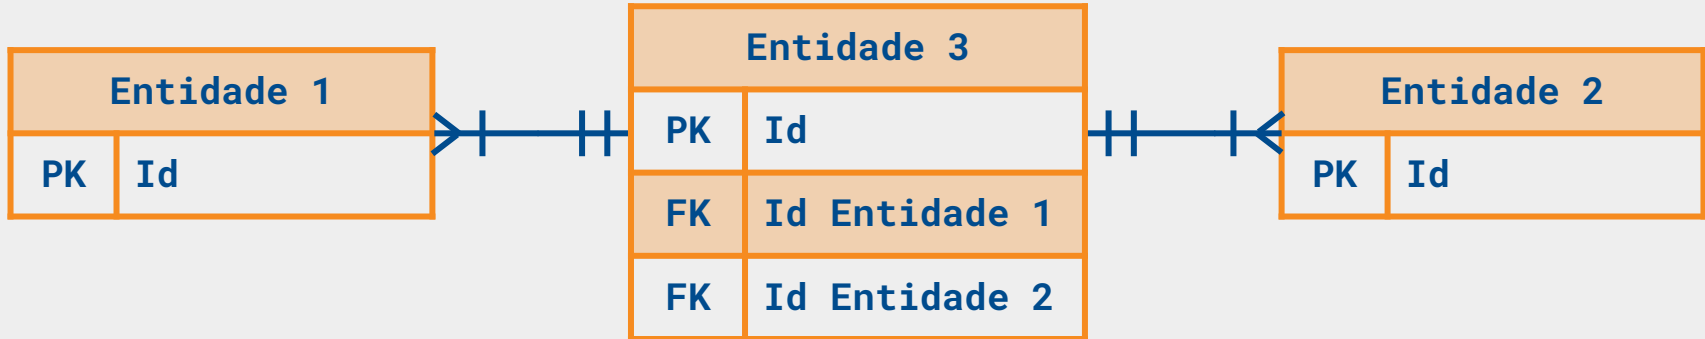 Entidade 1
PK Id
Entidade 3
PK Id
FK Id Entidade 1
FK Id Entidade 2
Entidade 2
PK Id